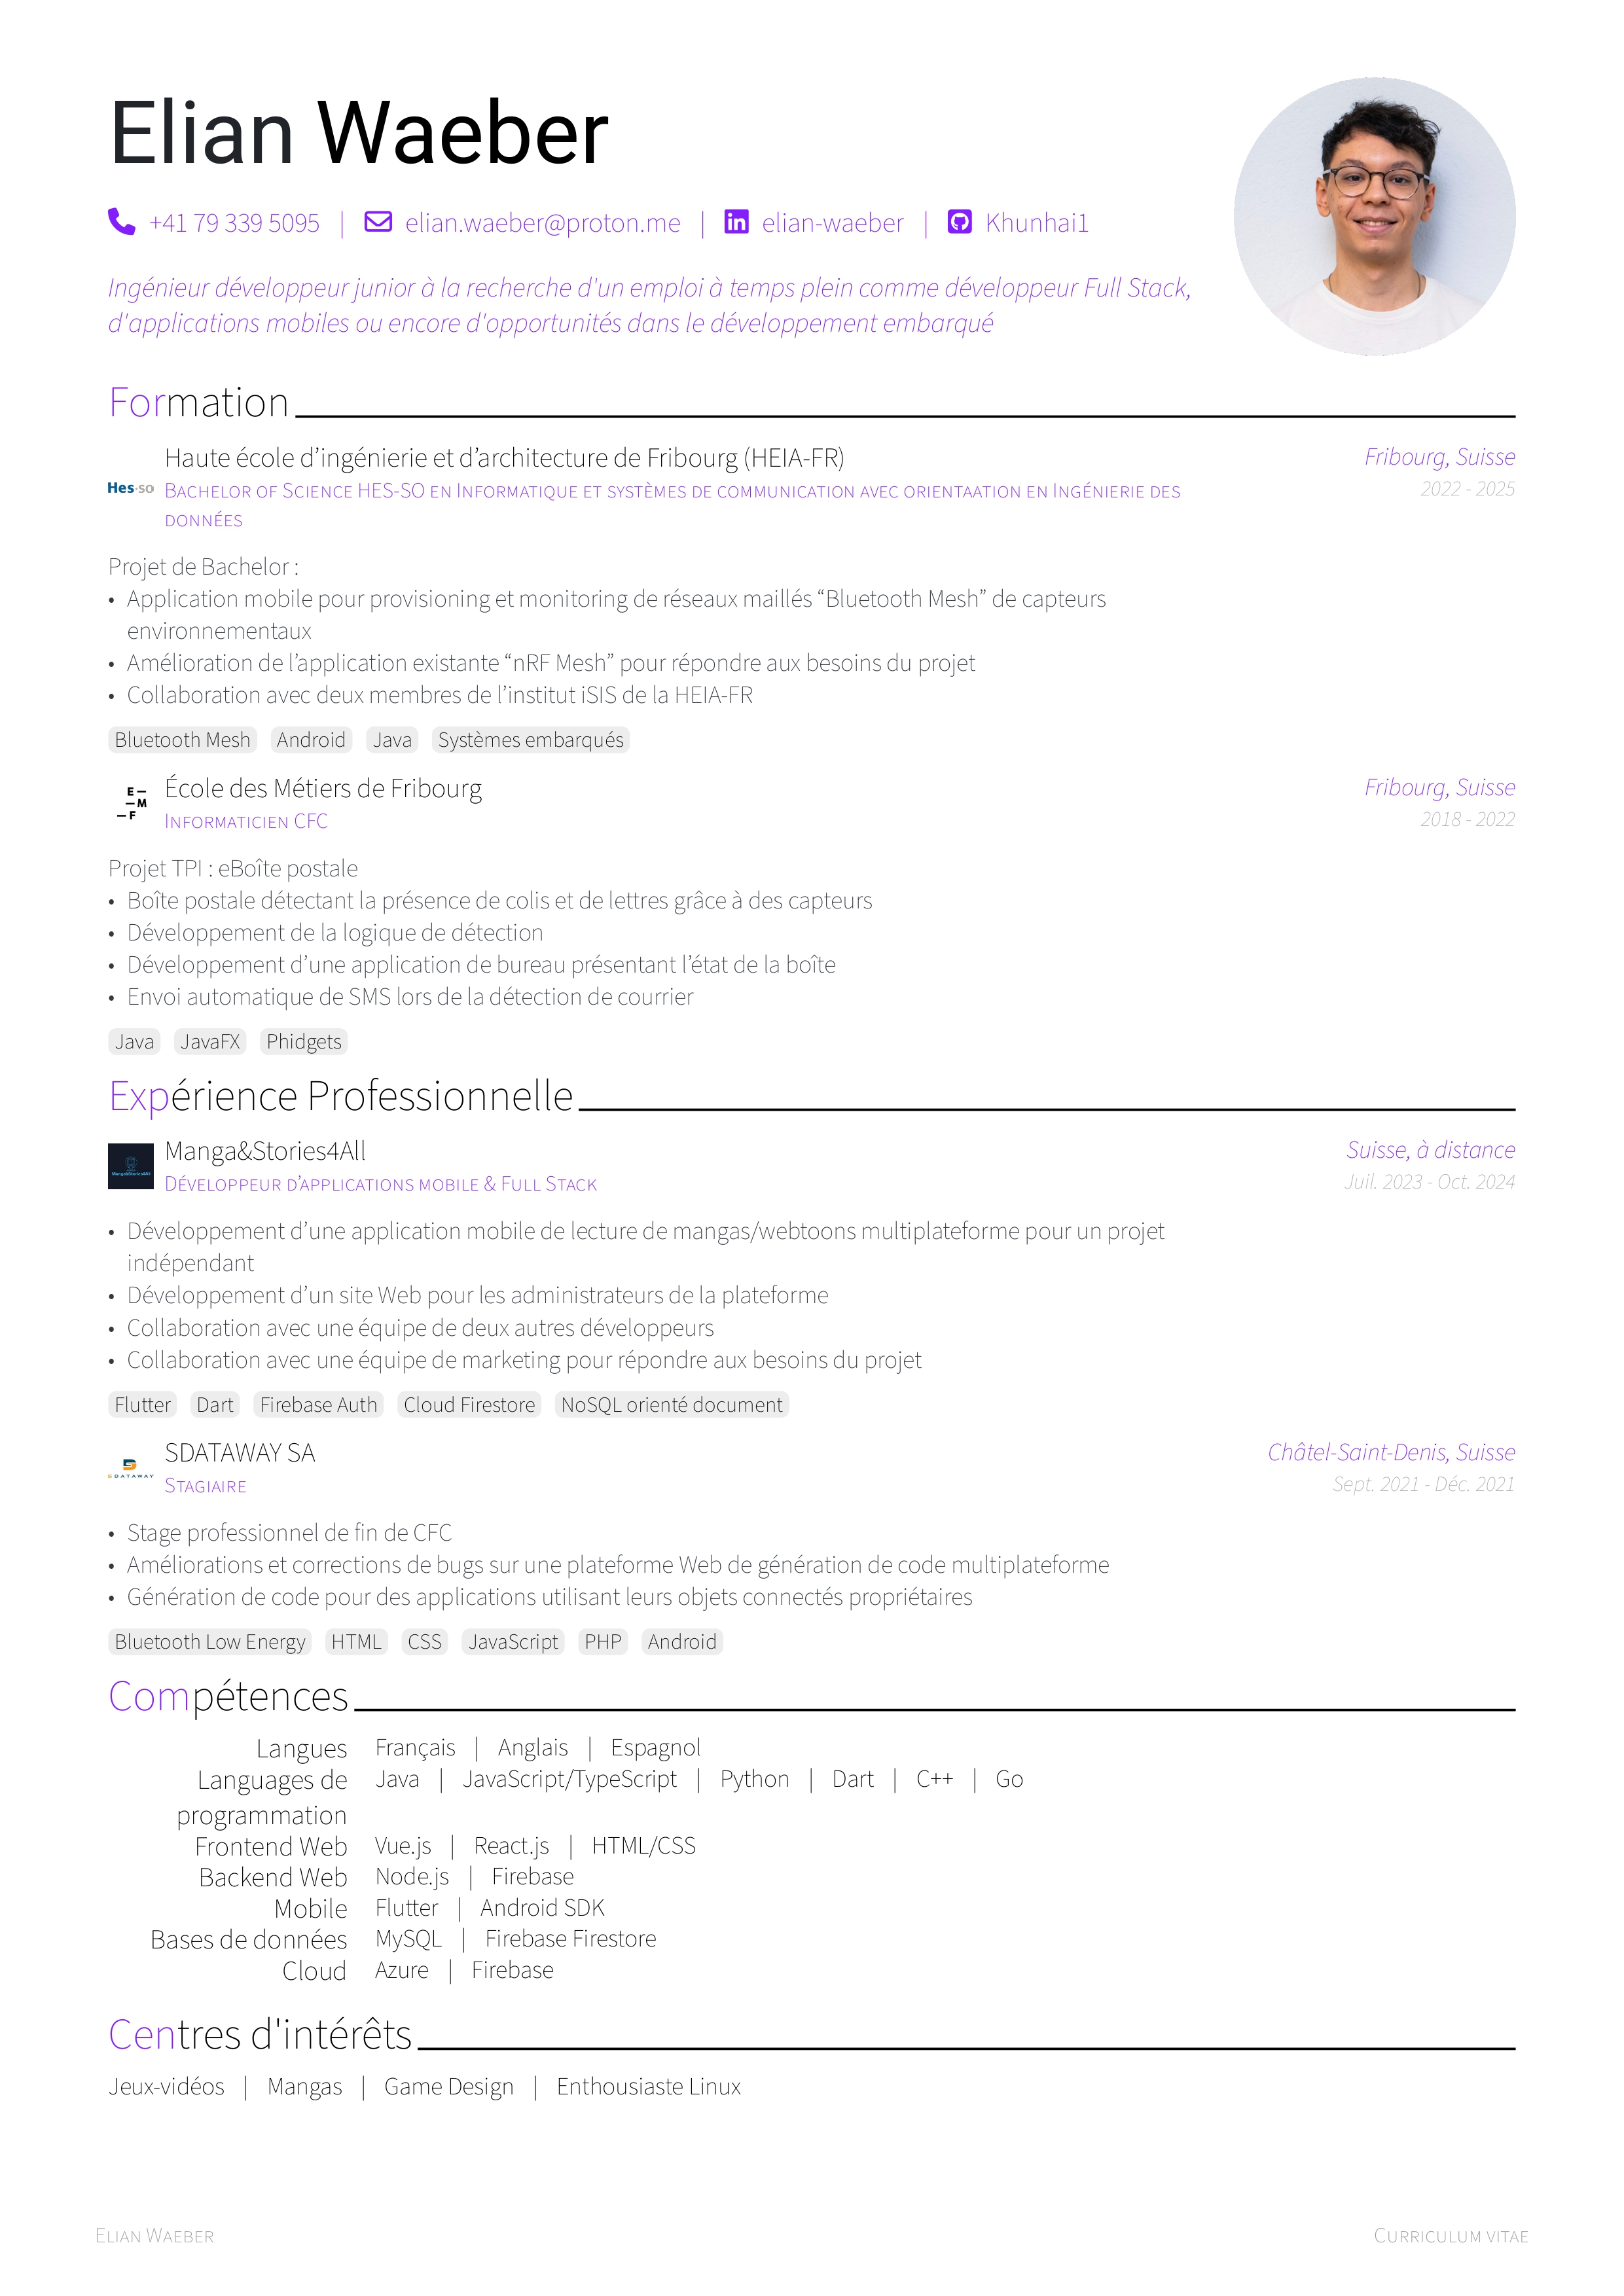 Elian Waeber
+41 79 339 5095 | elian.waeber@proton.me | elian-waeber | Khunhai1
Ingénieur développeur junior à la recherche d'un emploi à temps plein comme développeur Full Stack,
d'applications mobiles ou encore d'opportunités dans le développement embarqué
Formation
Haute école d’ingénierie et d’architecture de Fribourg (HEIA-FR)
Fribourg, Suisse
Hes·so
Bachelor of Science HES-SO en Informatique et systèmes de communication avec orientaation en Ingénierie des
données
2022 - 2025
Projet de Bachelor :
• Application mobile pour provisioning et monitoring de réseaux maillés “Bluetooth Mesh” de capteurs
environnementaux
• Amélioration de l’application existante “nRF Mesh” pour répondre aux besoins du projet
• Collaboration avec deux membres de l’institut iSIS de la HEIA-FR
Bluetooth Mesh Android Java Systèmes embarqués
E
M
F
École des Métiers de Fribourg
Fribourg, Suisse
Informaticien CFC
2018 - 2022
Projet TPI : eBoîte postale
• Boîte postale détectant la présence de colis et de lettres grâce à des capteurs
• Développement de la logique de détection
• Développement d’une application de bureau présentant l’état de la boîte
• Envoi automatique de SMS lors de la détection de courrier
Java JavaFX Phidgets
Expérience Professionnelle
Manga&Stories4All
Suisse, à distance
Développeur d’applications mobile & Full Stack
Juil. 2023 - Oct. 2024
• Développement d’une application mobile de lecture de mangas/webtoons multiplateforme pour un projet
indépendant
• Développement d’un site Web pour les administrateurs de la plateforme
• Collaboration avec une équipe de deux autres développeurs
• Collaboration avec une équipe de marketing pour répondre aux besoins du projet
Flutter Dart Firebase Auth Cloud Firestore NoSQL orienté document
SDATAWAY
SDATAWAY SA
Châtel-Saint-Denis, Suisse
Stagiaire
Sept. 2021 - Déc. 2021
• Stage professionnel de fin de CFC
• Améliorations et corrections de bugs sur une plateforme Web de génération de code multiplateforme
• Génération de code pour des applications utilisant leurs objets connectés propriétaires
Bluetooth Low Energy HTML CSS JavaScript PHP Android
Compétences
Langues Français | Anglais | Espagnol
Languages de Java | JavaScript/TypeScript | Python | Dart | C++ | Go
programmation
Frontend Web Vue.js | React.js | HTML/CSS
Backend Web Node.js | Firebase
Mobile Flutter | Android SDK
Bases de données MySQL | Firebase Firestore
Cloud Azure | Firebase
Centres d'intérêts
Jeux-vidéos | Mangas | Game Design | Enthousiaste Linux
Elian Waeber
Curriculum vitae